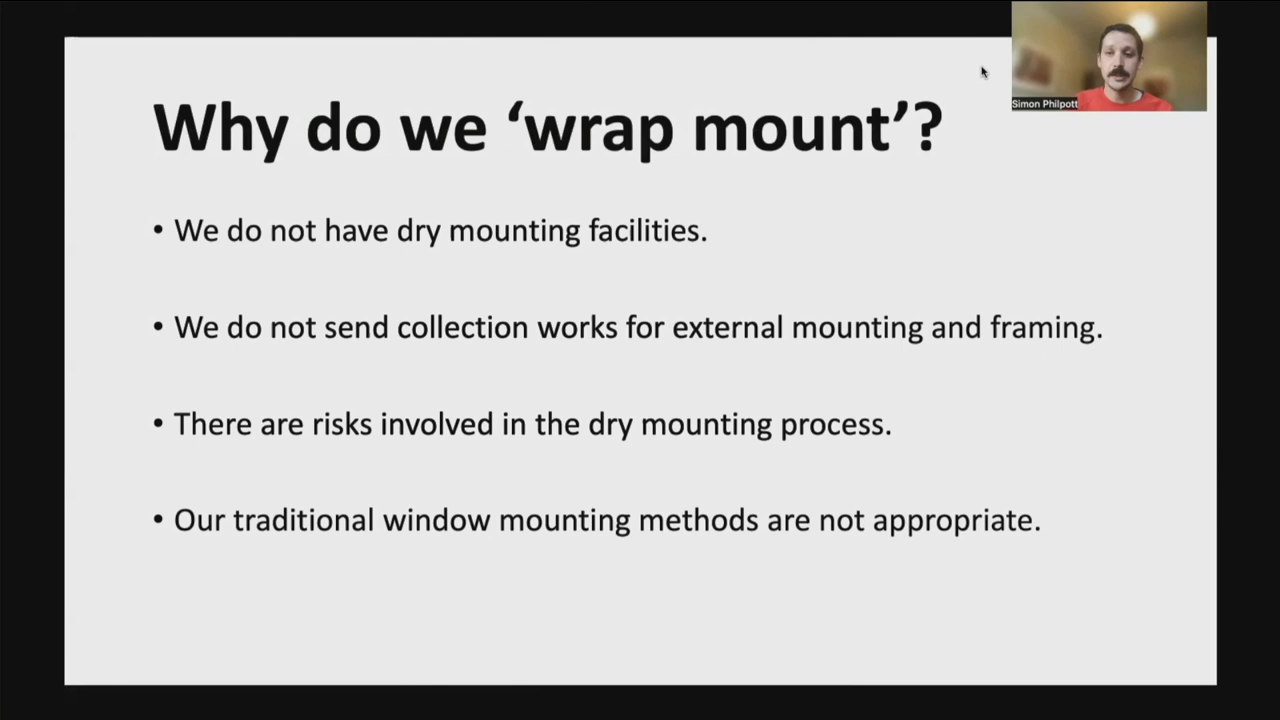 Simon Philpott
Why do we ‘wrap mount’?
• We do not have dry mounting facilities.
• We do not send collection works for external mounting and framing.
• There are risks involved in the dry mounting process.
• Our traditional window mounting methods are not appropriate.